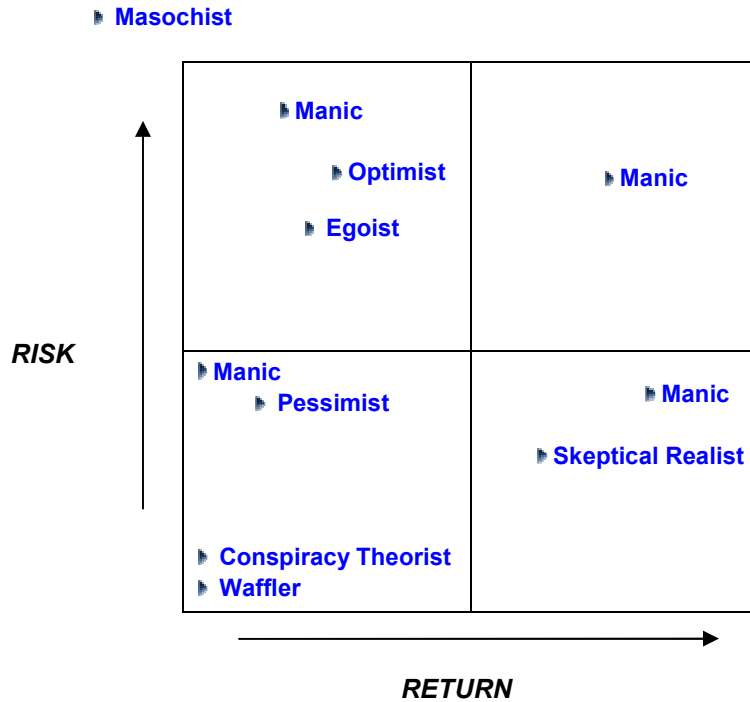 Masochist
Manic
Optimist
Manic
Egoist
RISK
Manic
Pessimist
Manic
Skeptical Realist
Conspiracy Theorist
Waffler
RETURN